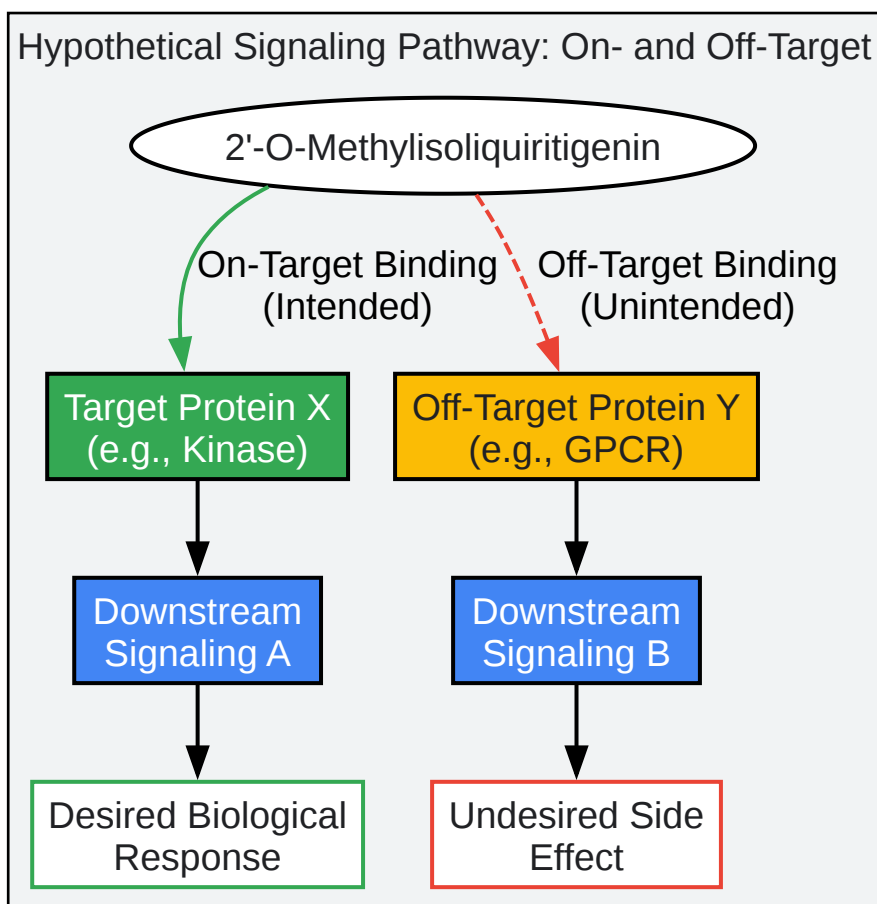 Hypothetical Signaling Pathway: On- and Off-Target
2'-O-Methylisoliquiritigenin
On-Target Binding
(Intended)
Off-Target Binding
(Unintended)
Target Protein X
(e.g., Kinase)
Off-Target Protein Y
(e.g., GPCR)
Downstream
Signaling A
Downstream
Signaling B
Desired Biological
Response
Undesired Side
Effect